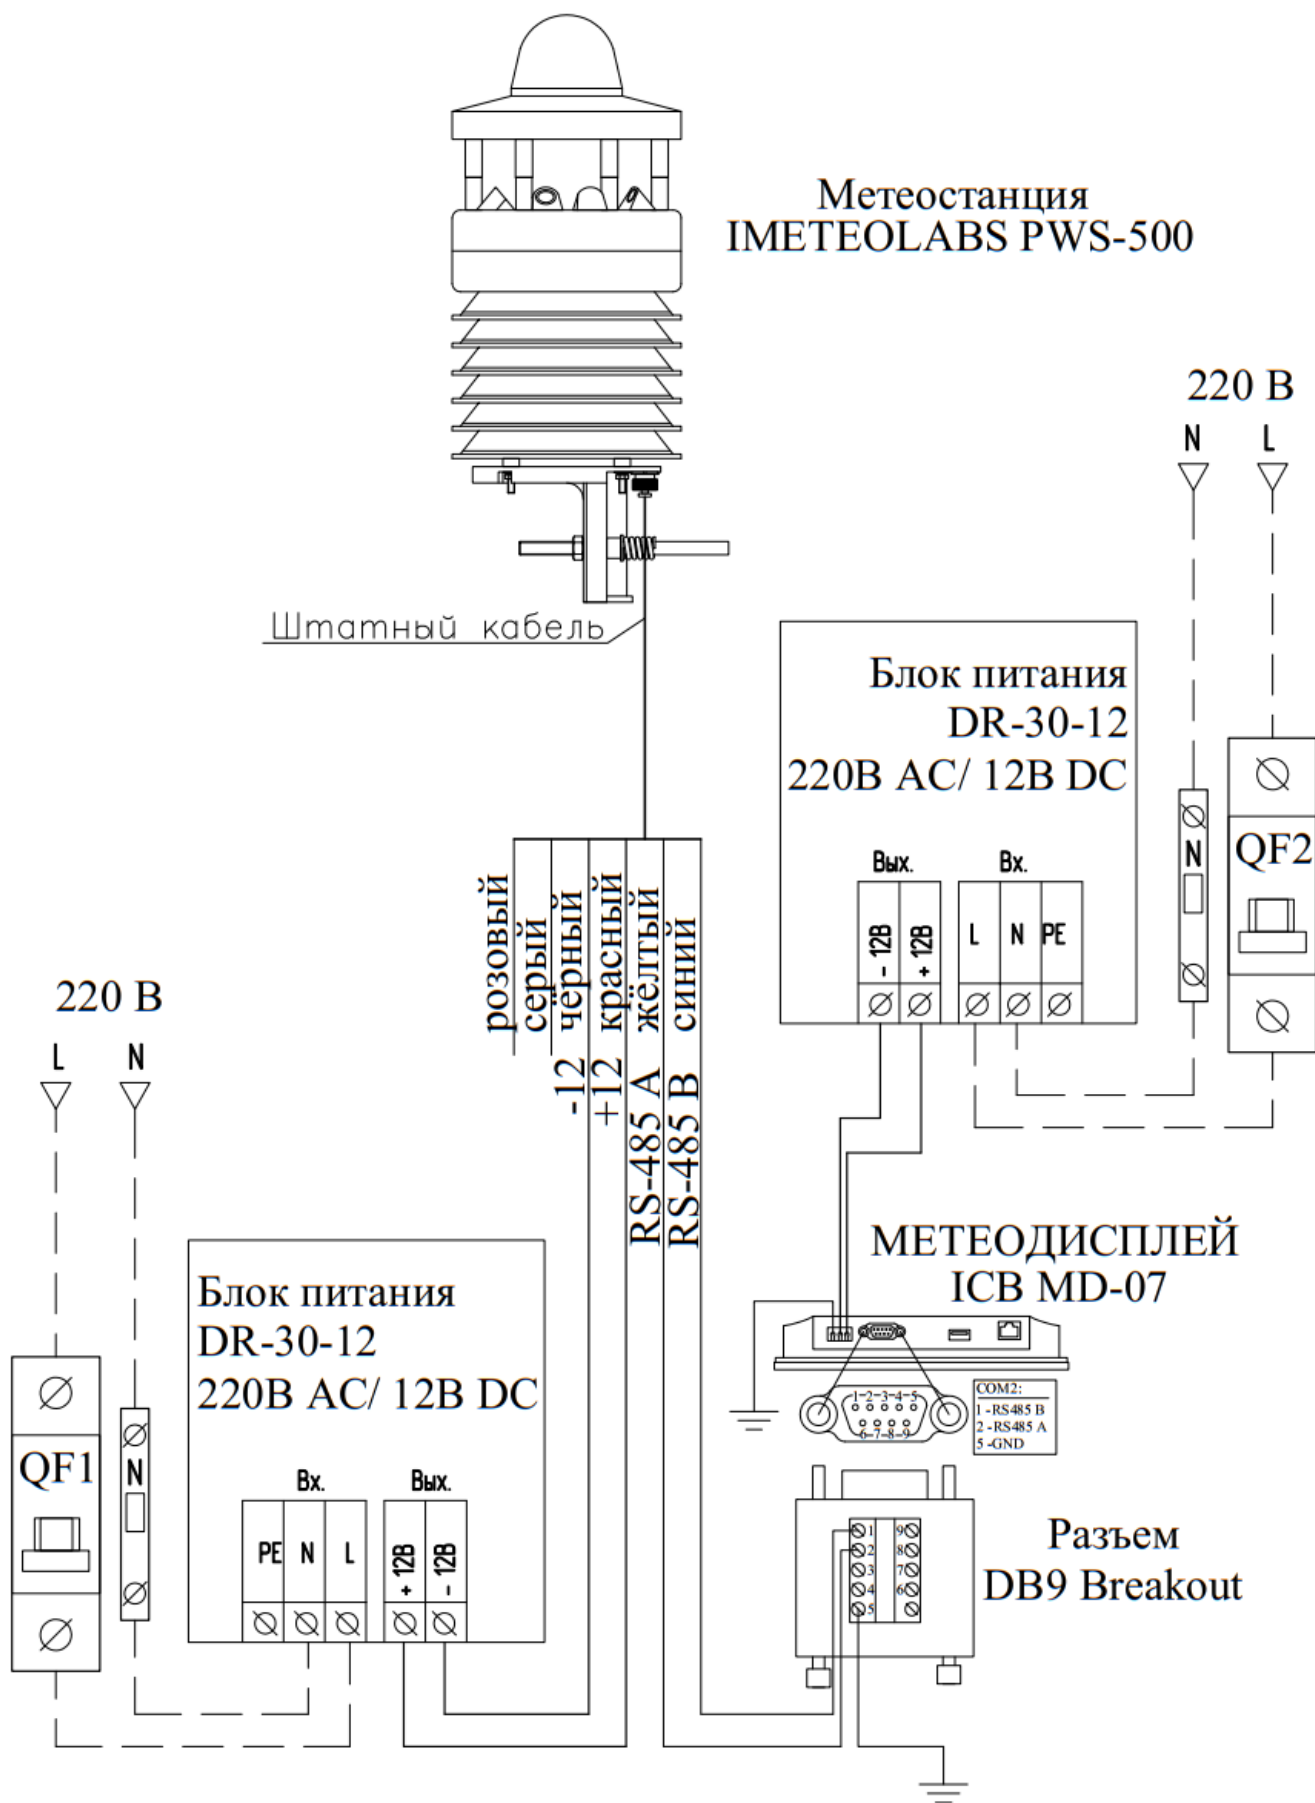 Метеостанция
IMETEOLABS PWS-500
220 В
N L
Штатный кабель
Блок питания
DR-30-12
220В AC/ 12В DC
Вых. Вх.
- 12В + 12В L N PE
N
QF2
розовый
серый
чёрный
красный
жёлтый
синий
-12
+12
RS-485 A
RS-485 B
220 В
L N
Блок питания
DR-30-12
220В AC/ 12В DC
QF1
N
Вх. Вых.
PE N L + 12В - 12В
МЕТЕОДИСПЛЕЙ
ICB MD-07
1-2-3-4-5
6-7-8-9
COM2:
1 -RS485 B
2 -RS485 A
5 -GND
1 9
2 8
3 7
4 6
5
Разъем
DB9 Breakout